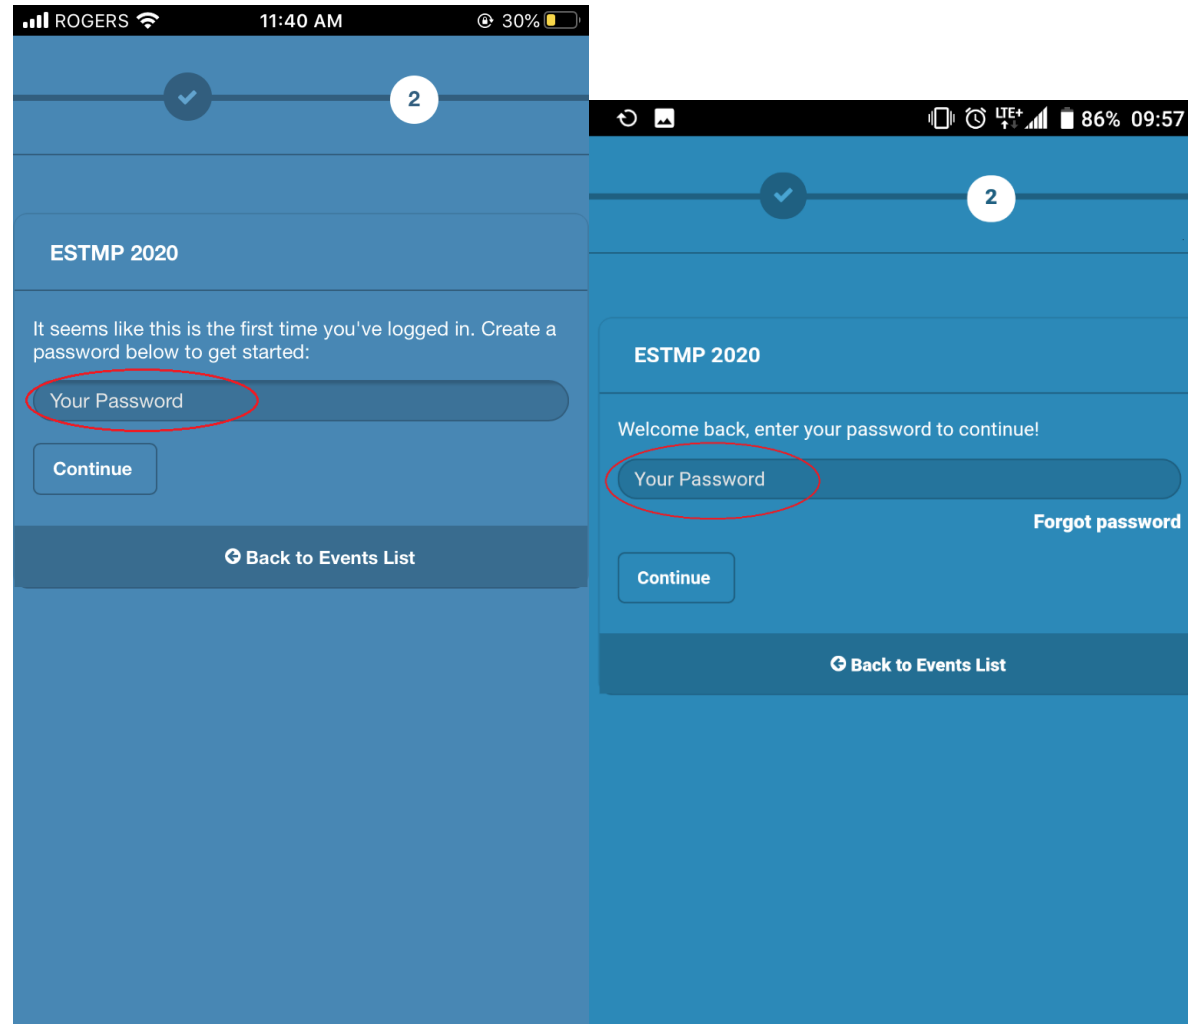 ROGERS 11:40 AM 30%
2
ESTMP 2020
It seems like this is the first time you've logged in. Create a
password below to get started:
Your Password
Continue
Back to Events List
LTE+ 86% 09:57
2
ESTMP 2020
Welcome back, enter your password to continue!
Your Password
Forgot password
Continue
Back to Events List